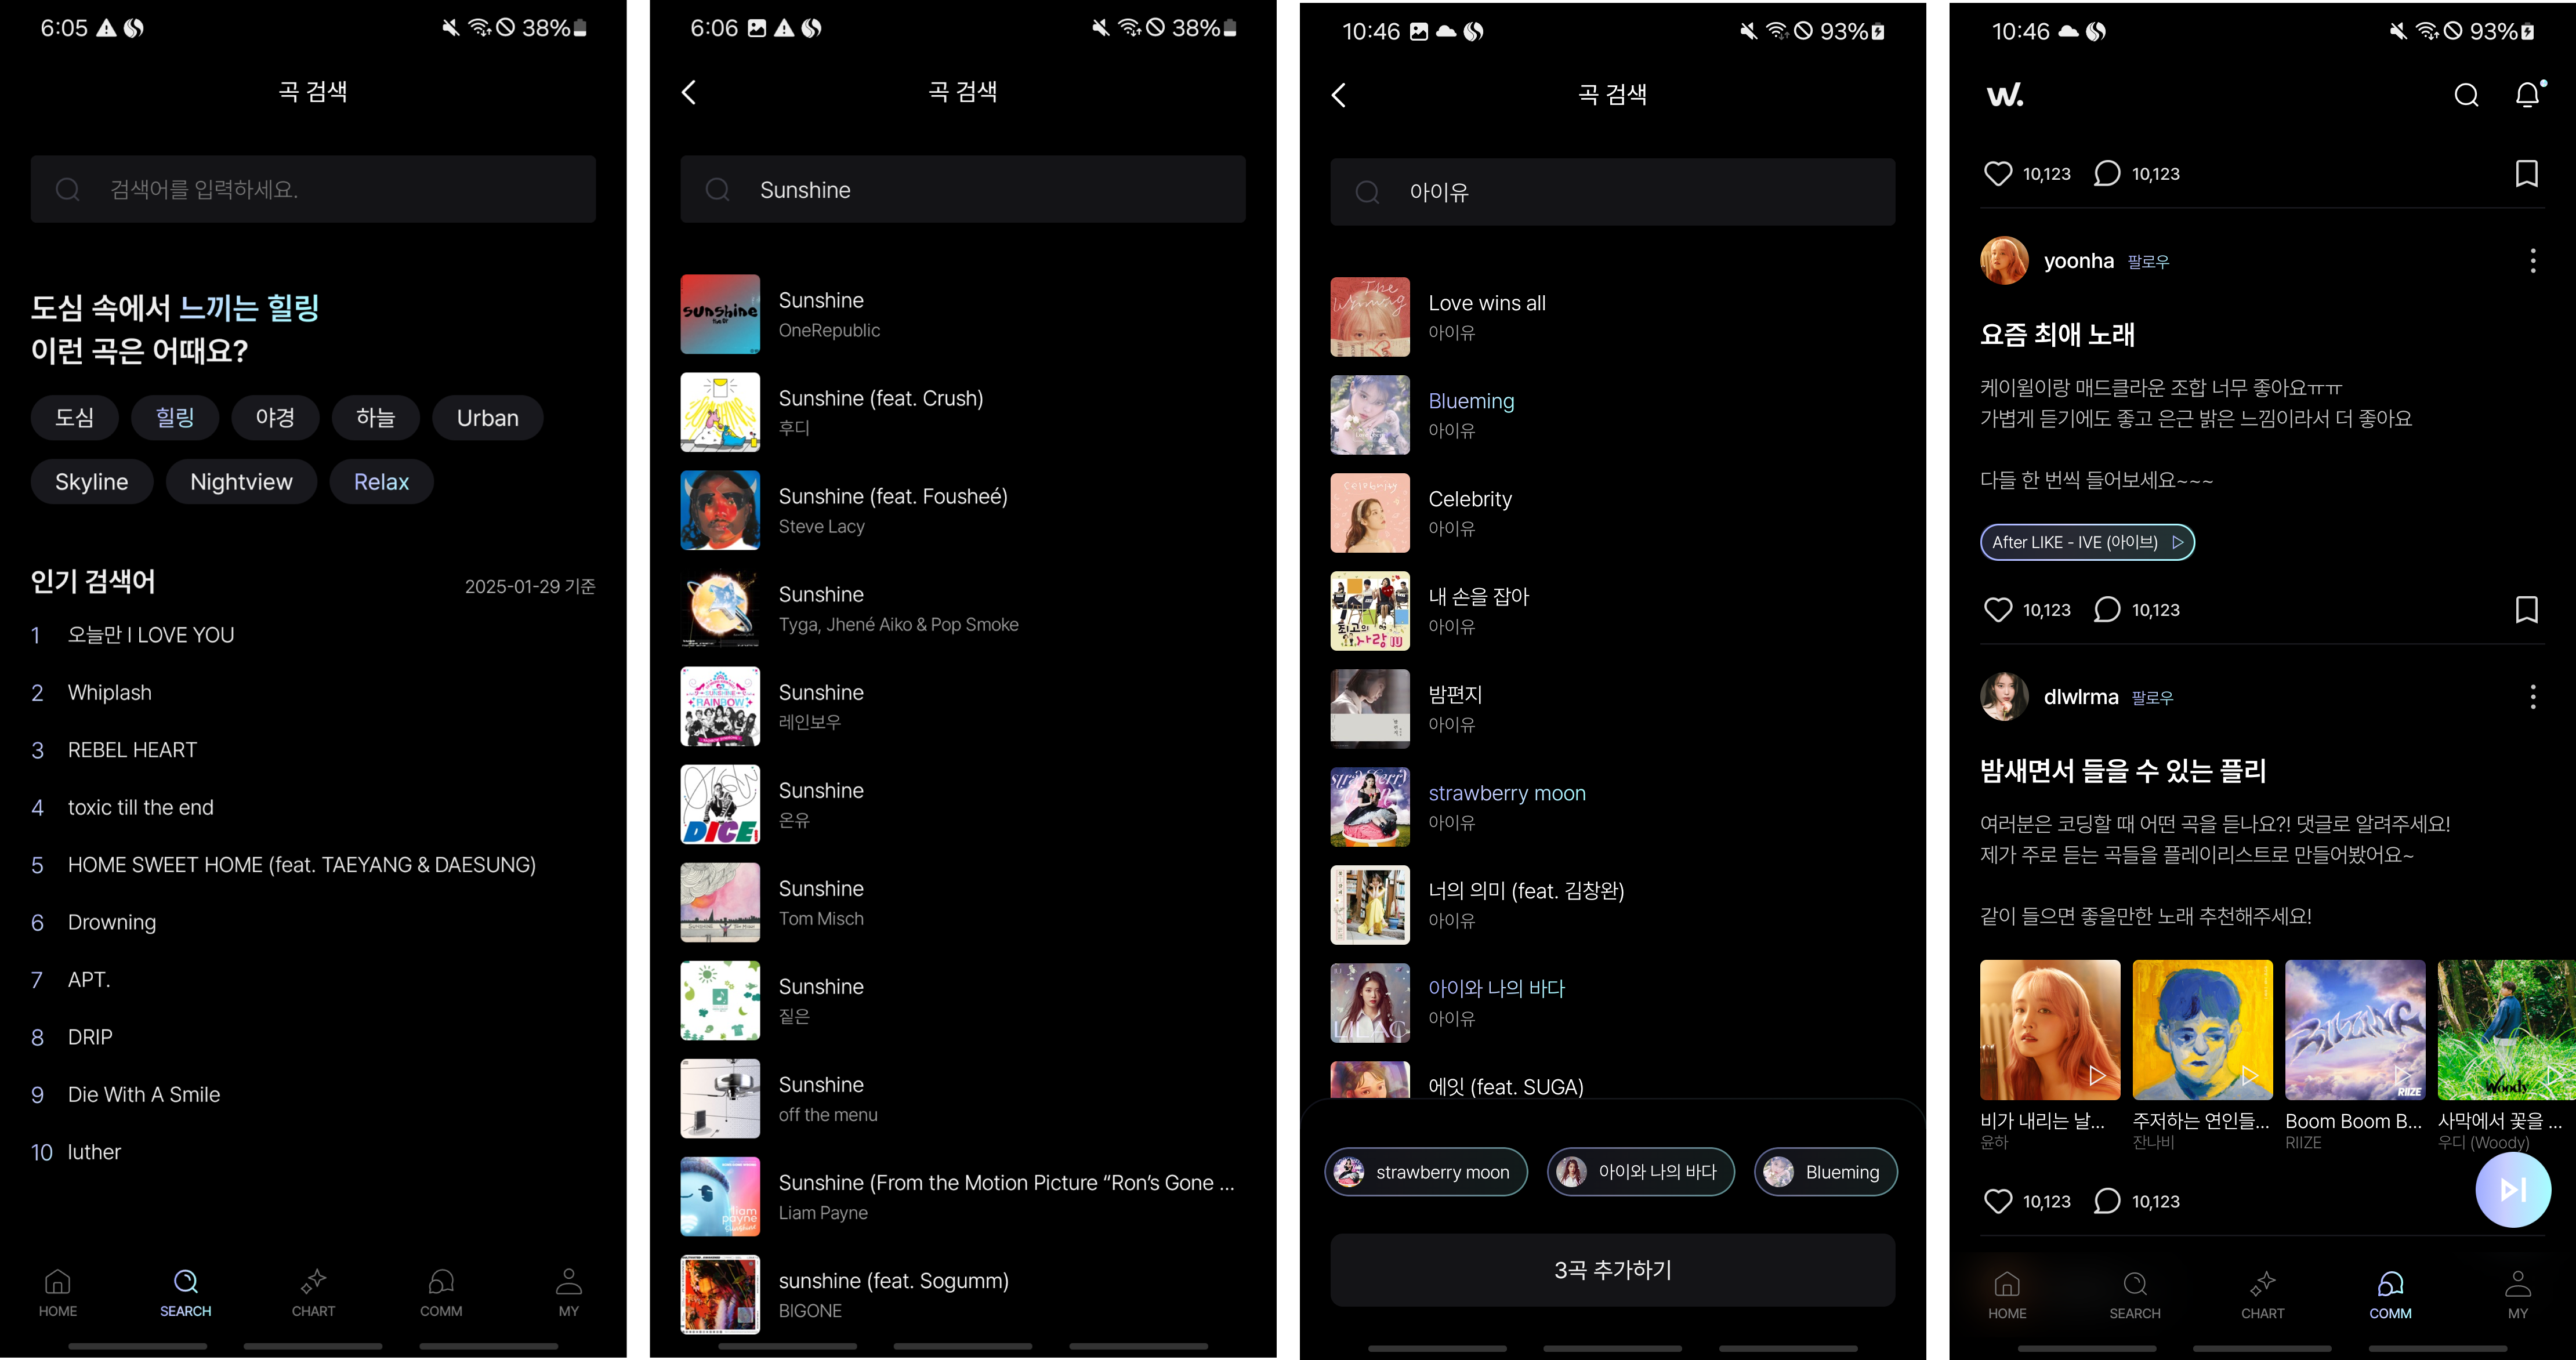 6:05
38%
곡 검색
검색어를 입력하세요.
도심 속에서 느끼는 힐링
이런 곡은 어때요?
도심 힐링 야경 하늘 Urban
Skyline Nightview Relax
인기 검색어 2025-01-29 기준
1 오늘만 I LOVE YOU
2 Whiplash
3 REBEL HEART
4 toxic till the end
5 HOME SWEET HOME (feat. TAEYANG & DAESUNG)
6 Drowning
7 APT.
8 DRIP
9 Die With A Smile
10 luther
HOME SEARCH CHART COMM MY
6:06
38%
곡 검색
Sunshine
Sunshine
OneRepublic
Sunshine (feat. Crush)
후디
Sunshine (feat. Fousheé)
Steve Lacy
Sunshine
Tyga, Jhené Aiko & Pop Smoke
Sunshine
레인보우
Sunshine
온유
Sunshine
Tom Misch
Sunshine
짙은
Sunshine
off the menu
Sunshine (From the Motion Picture “Ron’s Gone ...
Liam Payne
sunshine (feat. Sogumm)
BIGONE
sunshine
RAINBOW
DICE
liam
payne
10:46
93%
곡 검색
아이유
Love wins all
아이유
Blueming
아이유
Celebrity
아이유
내 손을 잡아
아이유
밤편지
아이유
strawberry moon
아이유
너의 의미 (feat. 김창완)
아이유
아이와 나의 바다
아이유
에잇 (feat. SUGA)
The
Winning
Celebrity
최고의
사랑
LILAC
strawberry moon 아이와 나의 바다 Blueming
3곡 추가하기
10:46
93%
w.
10,123 10,123
yoonha 팔로우
요즘 최애 노래
케이윌이랑 매드클라운 조합 너무 좋아요ㅠㅠ
가볍게 듣기에도 좋고 은근 밝은 느낌이라서 더 좋아요
다들 한 번씩 들어보세요~~~
After LIKE - IVE (아이브)
10,123 10,123
dlwlrma 팔로우
밤새면서 들을 수 있는 플리
여러분은 코딩할 때 어떤 곡을 듣나요?! 댓글로 알려주세요!
제가 주로 듣는 곡들을 플레이리스트로 만들어봤어요~
같이 들으면 좋을만한 노래 추천해주세요!
RIIZE
Woody
비가 내리는 날... 주저하는 연인들... Boom Boom B... 사막에서 꽃을 ...
윤하 잔나비 RIIZE 우디 (Woody)
10,123 10,123
HOME SEARCH CHART COMM MY